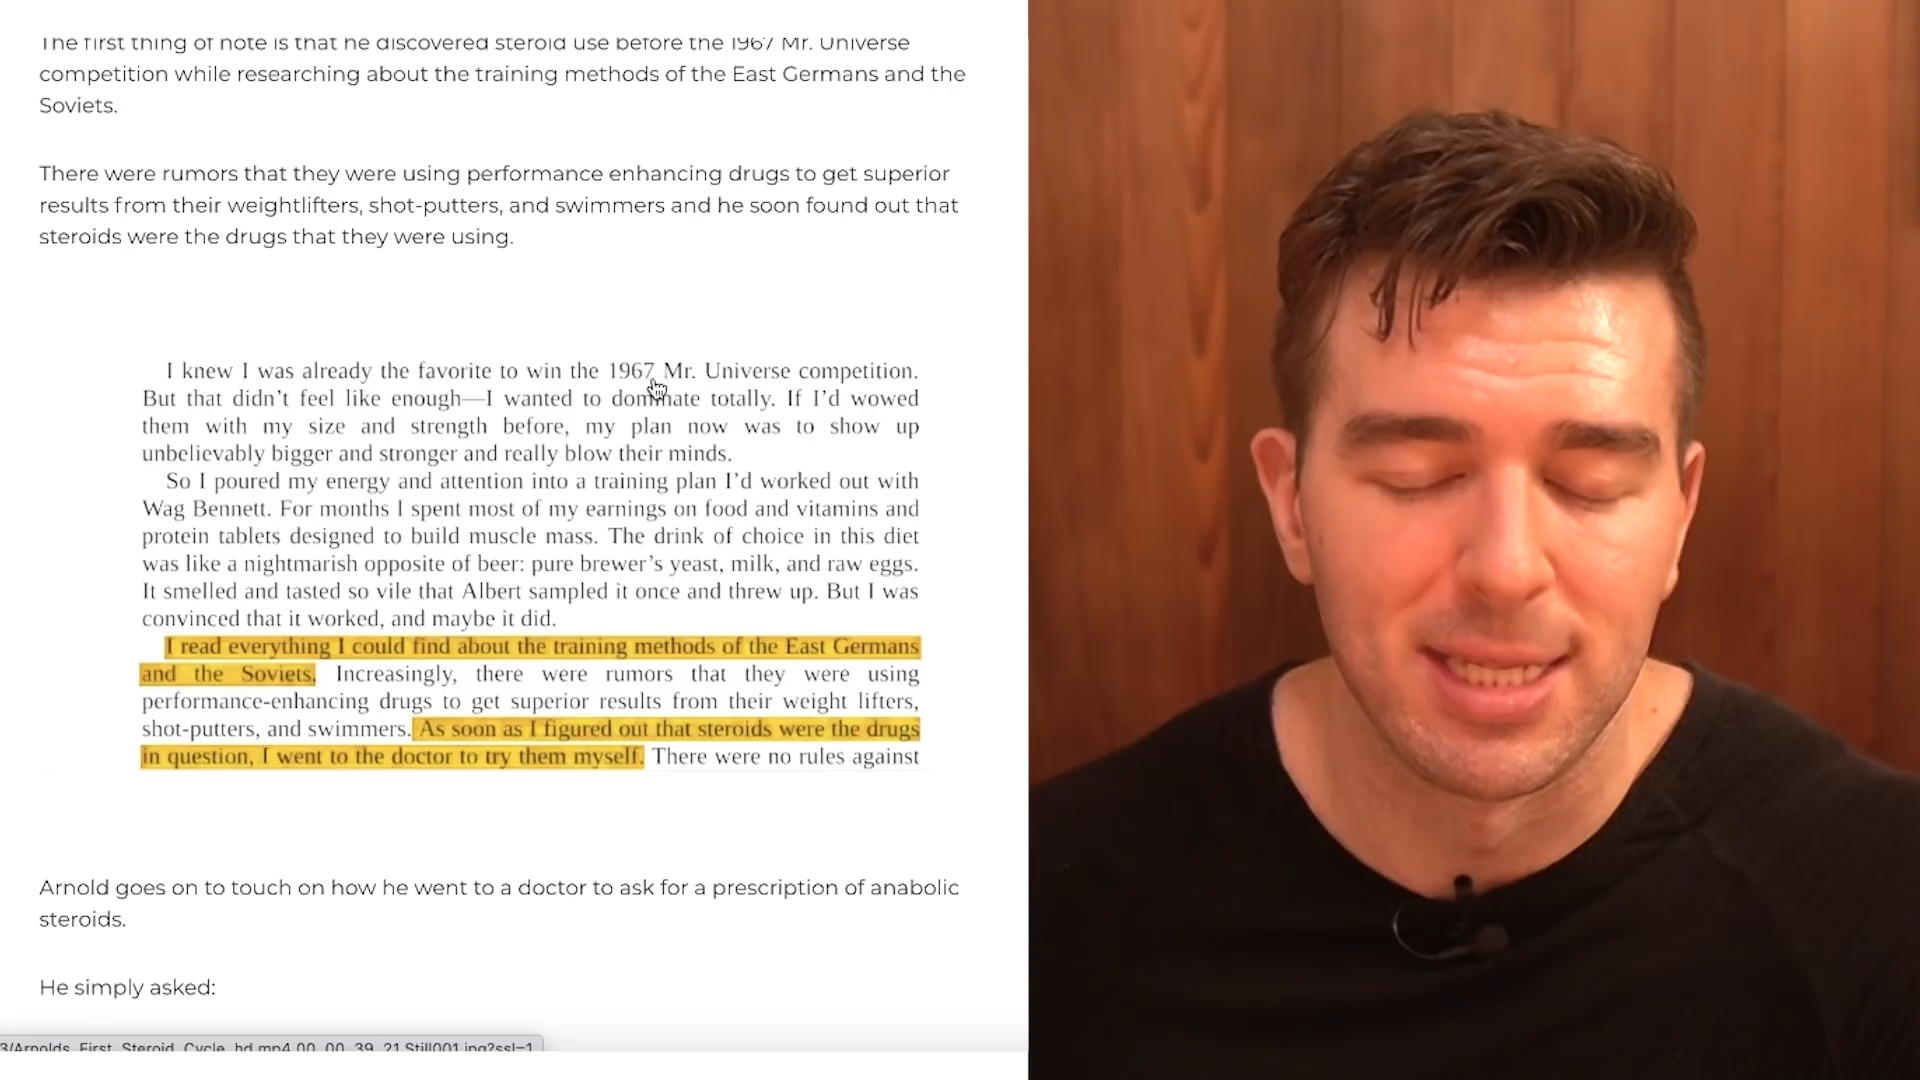 The first thing of note is that he discovered steroid use before the 1967 Mr. Universe
competition while researching about the training methods of the East Germans and the
Soviets.
There were rumors that they were using performance enhancing drugs to get superior
results from their weightlifters, shot-putters, and swimmers and he soon found out that
steroids were the drugs that they were using.
I knew I was already the favorite to win the 1967 Mr. Universe competition.
But that didn't feel like enough—I wanted to dominate totally. If I'd wowed
them with my size and strength before, my plan now was to show up
unbelievably bigger and stronger and really blow their minds.
So I poured my energy and attention into a training plan I'd worked out with
Wag Bennett. For months I spent most of my earnings on food and vitamins and
protein tablets designed to build muscle mass. The drink of choice in this diet
was like a nightmarish opposite of beer: pure brewer's yeast, milk, and raw eggs.
It smelled and tasted so vile that Albert sampled it once and threw up. But I was
convinced that it worked, and maybe it did.
I read everything I could find about the training methods of the East Germans
and the Soviets. Increasingly, there were rumors that they were using
performance-enhancing drugs to get superior results from their weight lifters,
shot-putters, and swimmers. As soon as I figured out that steroids were the drugs
in question, I went to the doctor to try them myself. There were no rules against
Arnold goes on to touch on how he went to a doctor to ask for a prescription of anabolic
steroids.
He simply asked:
3/Arnolds_First_Steroid_Cycle_hd.mp4.00_00_39_21.Still001.jpg?ssl=1